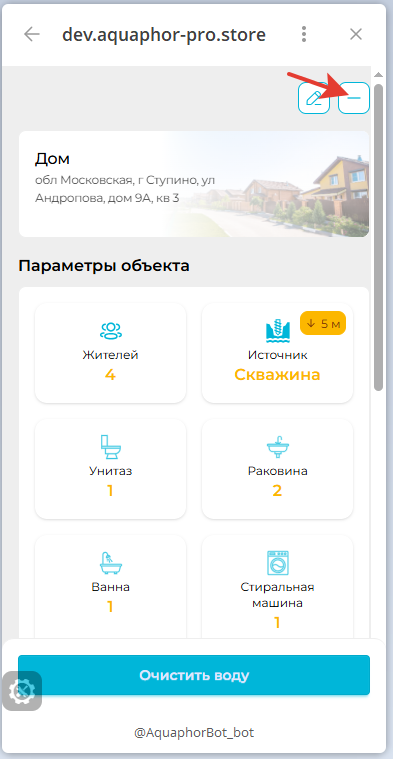 dev.aquaphor-pro.store
Дом
обл Московская, г Ступино, ул
Андропова, дом 9А, кв 3
Параметры объекта
Жителей
4
5 м
Источник
Скважина
Унитаз
1
Раковина
2
Ванна
1
Стиральная
машина
1
Очистить воду
@AquaphorBot_bot